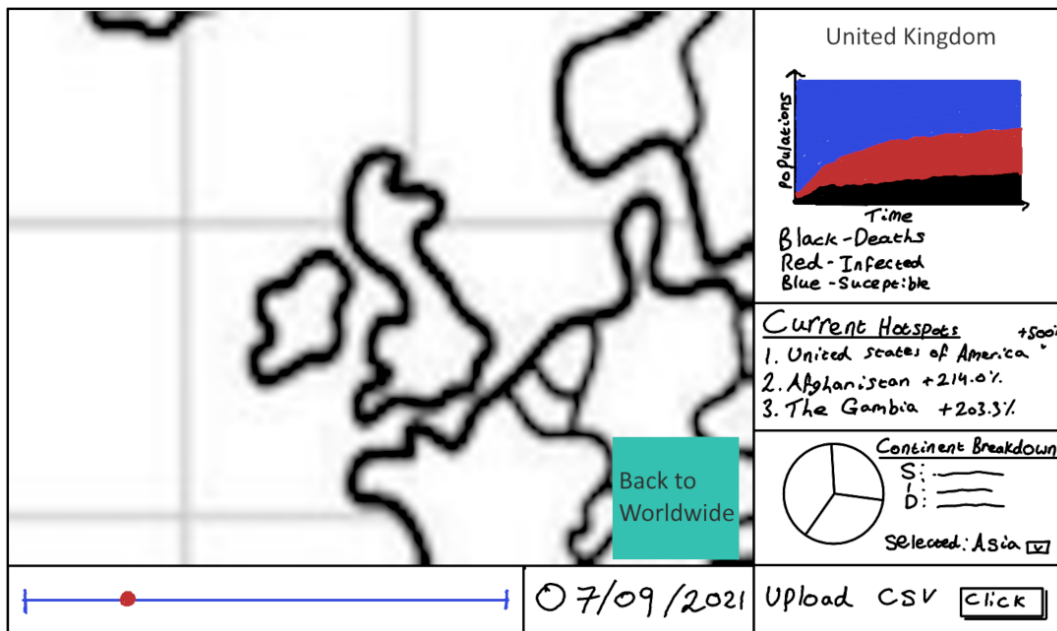 United Kingdom
Populations
Time
Black - Deaths
Red - Infected
Blue - Suceptible
Current Hotspots
1. United states of America +500%
2. Afghanistan +214.0%
3. The Gambia +203.3%
Continent Breakdown
S:
I:
D:
Selected: Asia v
Back to
Worldwide
07/09/2021
Upload CSV Click